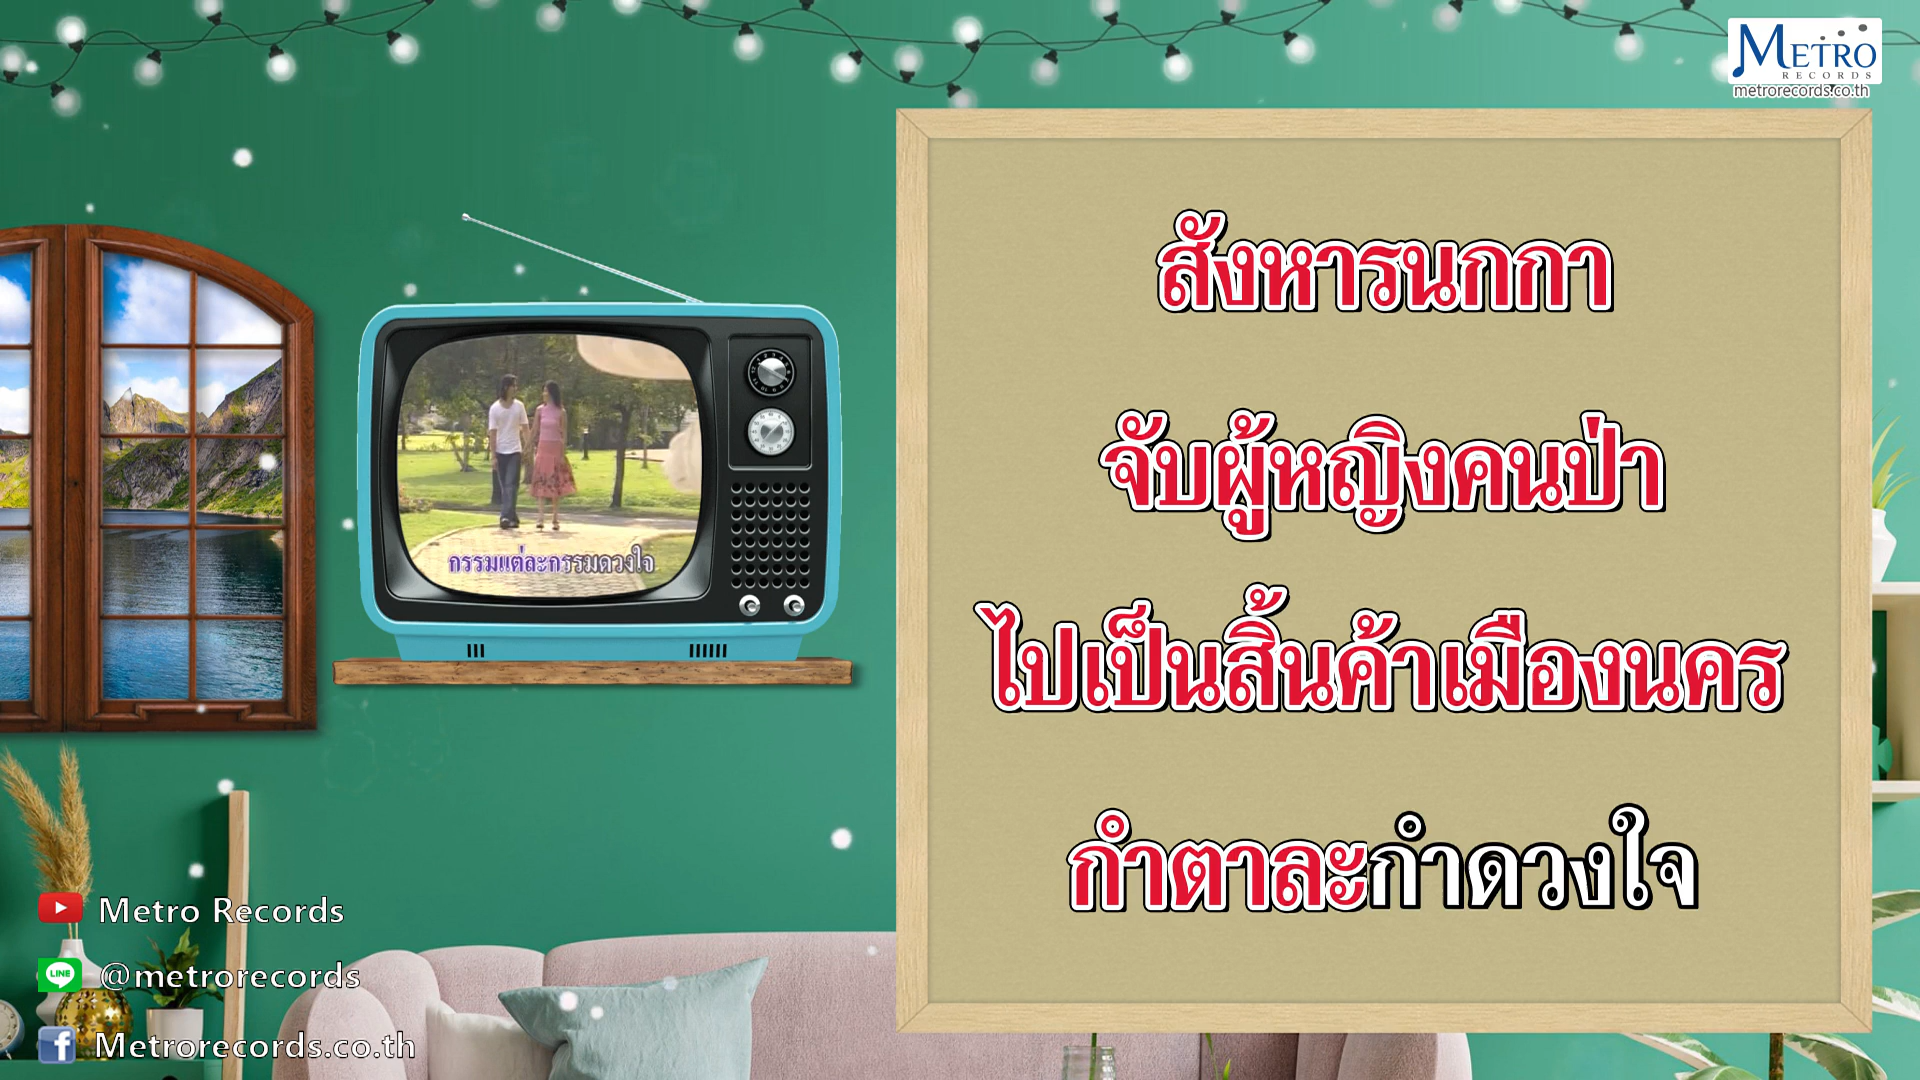 METRO
RECORDS
metrorecords.co.th
สังหารนกกา
จับผู้หญิงคนป่า
ไปเป็นสิ้นค้าเมืองนคร
กำตาละกำดวงใจ
กรรมแต่ละกรรมดวงใจ
Metro Records
LINE
@metrorecords
f
Metrorecords.co.th